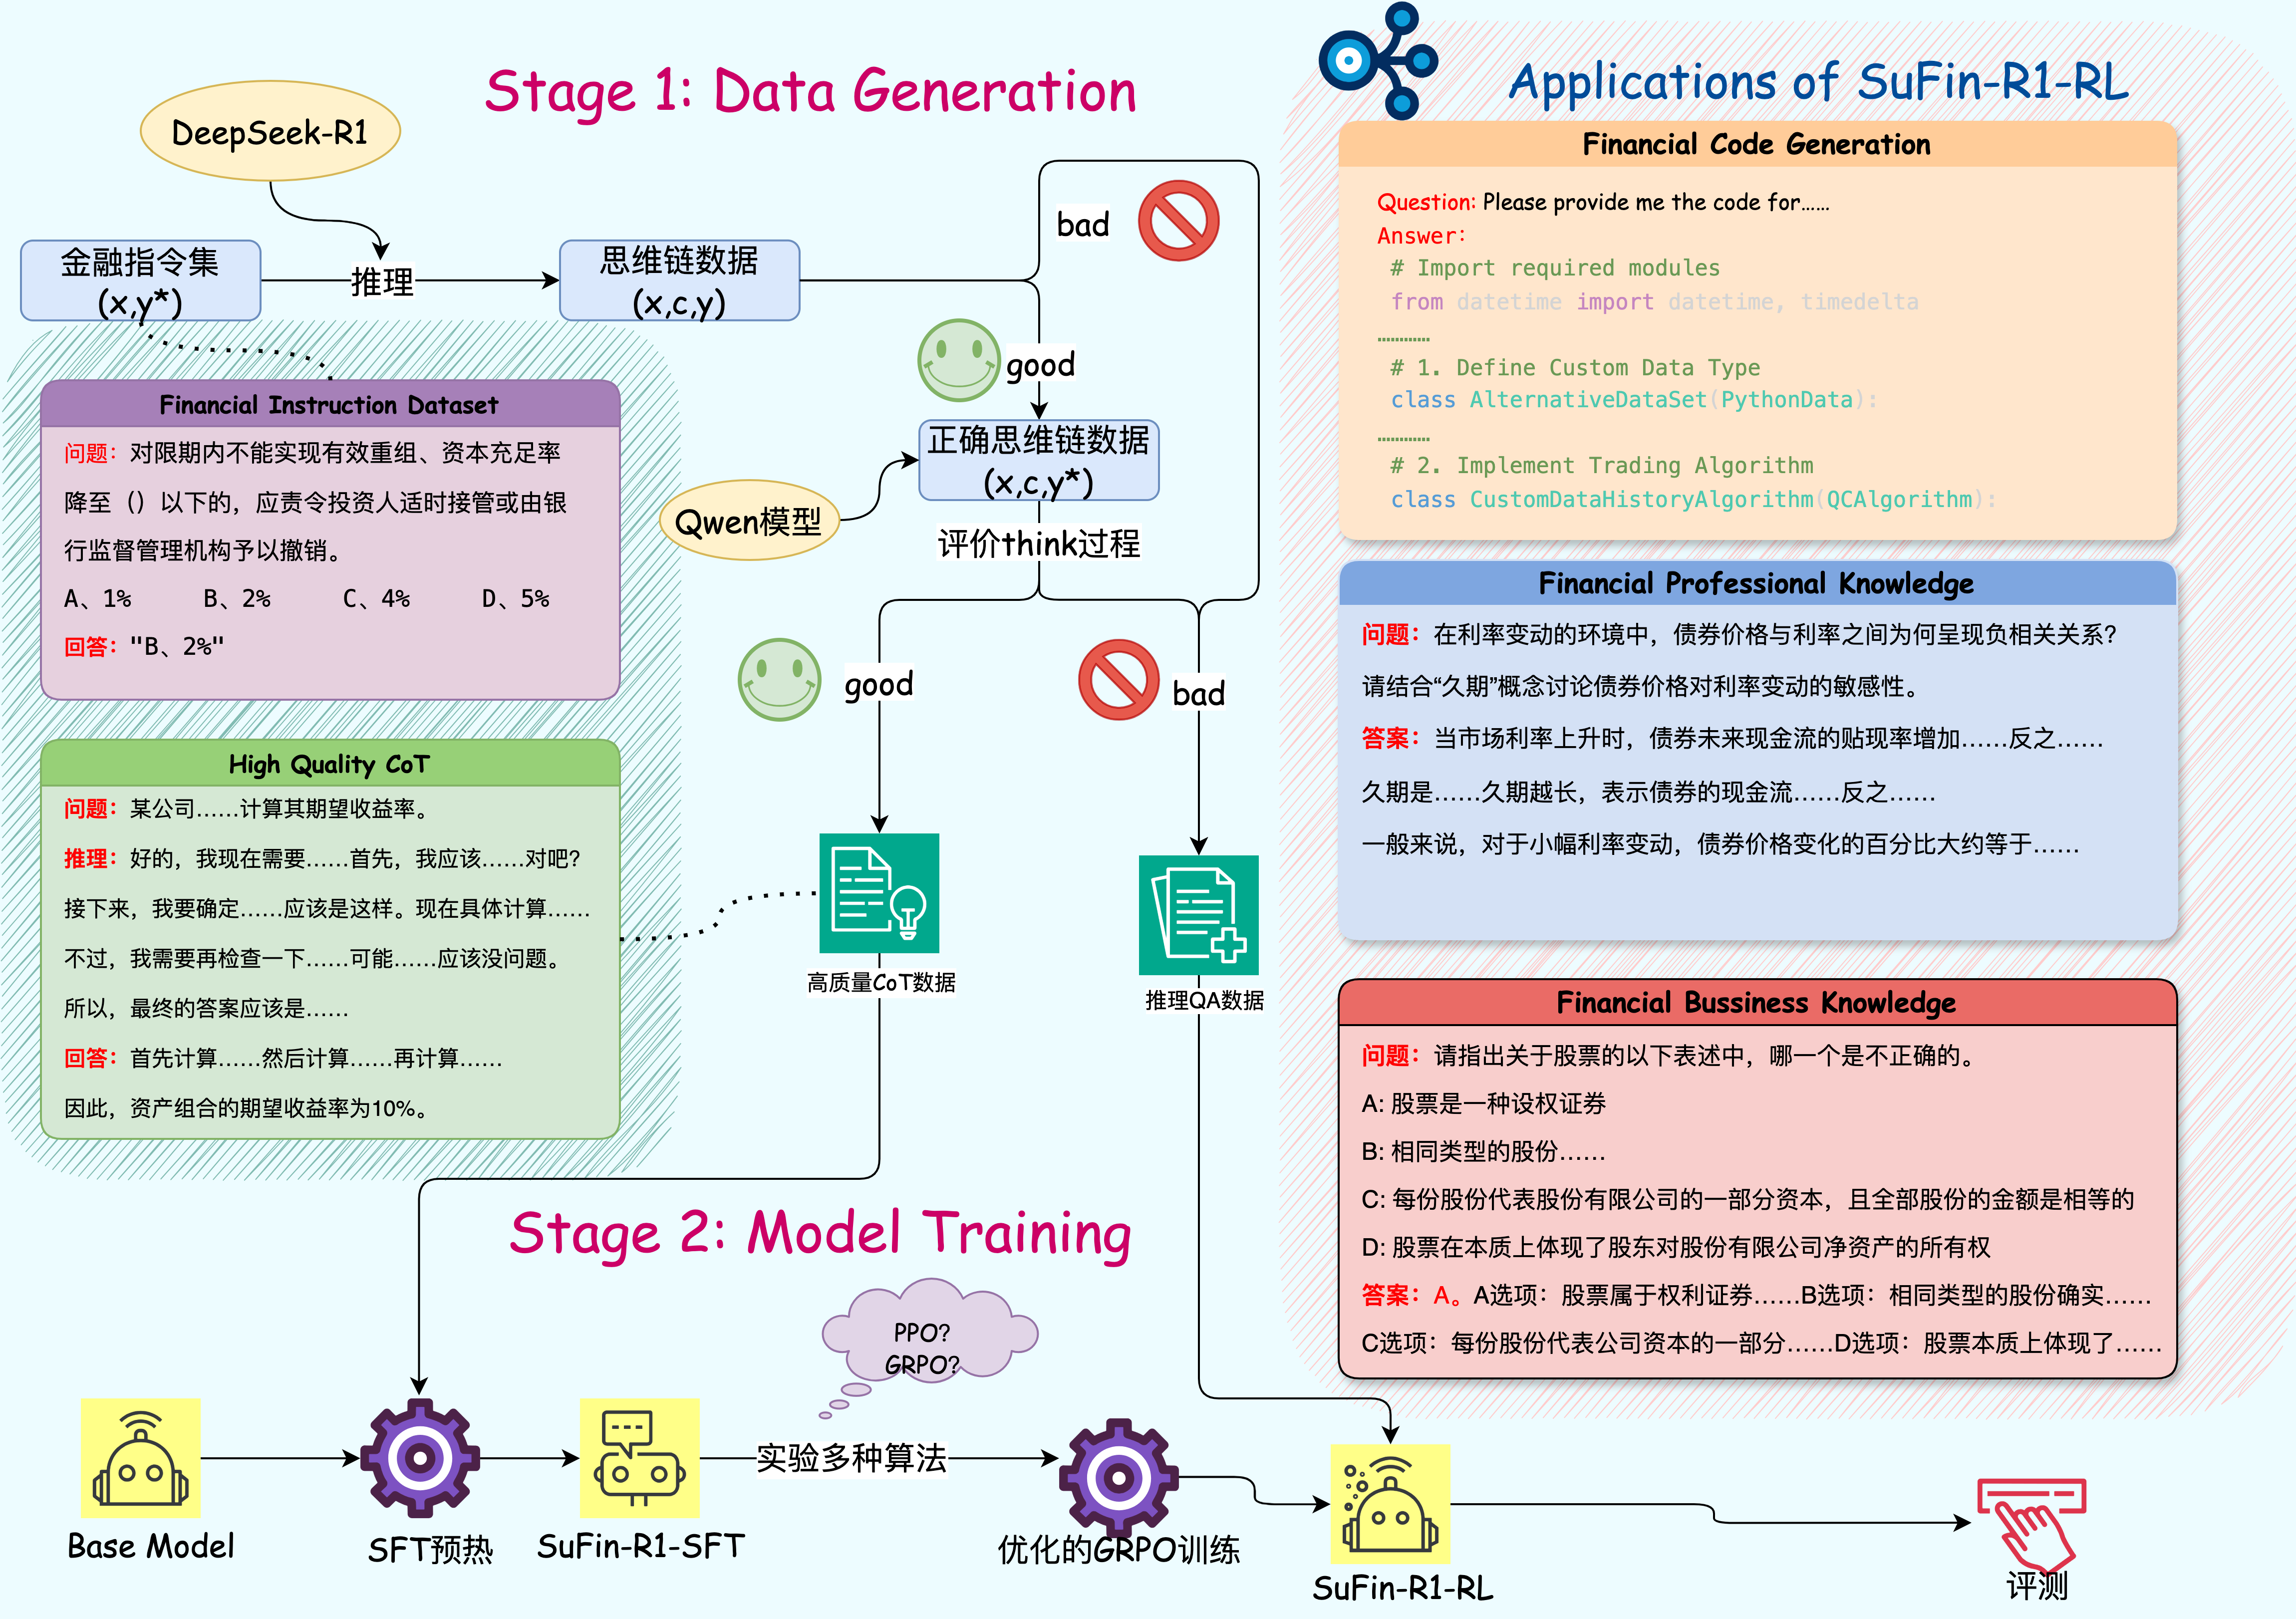 Stage 1: Data Generation
DeepSeek-R1
金融指令集
(x,y*)
推理
思维链数据
(x,c,y)
bad
good
正确思维链数据
(x,c,y*)
Qwen模型
评价think过程
good
bad
高质量CoT数据
推理QA数据
Financial Instruction Dataset
问题：对限期内不能实现有效重组、资本充足率
降至（）以下的，应责令投资人适时接管或由银
行监督管理机构予以撤销。
A、1% B、2% C、4% D、5%
回答："B、2%"
High Quality CoT
问题：某公司……计算其期望收益率。
推理：好的，我现在需要……首先，我应该……对吧？
接下来，我要确定……应该是这样。现在具体计算……
不过，我需要再检查一下……可能……应该没问题。
所以，最终的答案应该是……
回答：首先计算……然后计算……再计算……
因此，资产组合的期望收益率为10%。
Stage 2: Model Training
PPO?
GRPO?
Base Model
SFT预热
SuFin-R1-SFT
实验多种算法
优化的GRPO训练
SuFin-R1-RL
评测
Applications of SuFin-R1-RL
Financial Code Generation
Question: Please provide me the code for……
Answer:
# Import required modules
from datetime import datetime, timedelta
…………
# 1. Define Custom Data Type
class AlternativeDataSet(PythonData):
…………
# 2. Implement Trading Algorithm
class CustomDataHistoryAlgorithm(QCAlgorithm):
Financial Professional Knowledge
问题：在利率变动的环境中，债券价格与利率之间为何呈现负相关关系？
请结合“久期”概念讨论债券价格对利率变动的敏感性。
答案：当市场利率上升时，债券未来现金流的贴现率增加……反之……
久期是……久期越长，表示债券的现金流……反之……
一般来说，对于小幅利率变动，债券价格变化的百分比大约等于……
Financial Bussiness Knowledge
问题：请指出关于股票的以下表述中，哪一个是不正确的。
A: 股票是一种设权证券
B: 相同类型的股份……
C: 每份股份代表股份有限公司的一部分资本，且全部股份的金额是相等的
D: 股票在本质上体现了股东对股份有限公司净资产的所有权
答案：A。A选项：股票属于权利证券……B选项：相同类型的股份确实……
C选项：每份股份代表公司资本的一部分……D选项：股票本质上体现了……